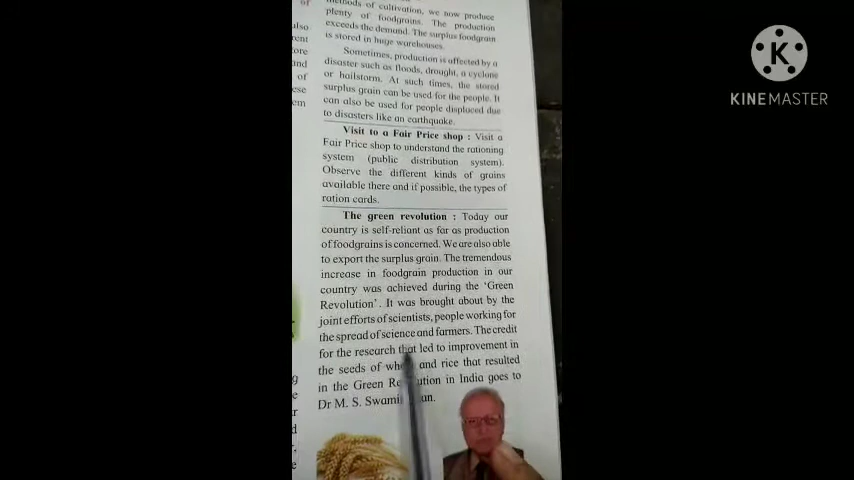 methods of cultivation, we now produce
plenty of foodgrains. The production
exceeds the demand. The surplus foodgrain
is stored in huge warehouses.
Sometimes, production is affected by a
disaster such as floods, drought, a cyclone
or hailstorm. At such times, the stored
surplus grain can be used for the people. It
can also be used for people displaced due
to disasters like an earthquake.
Visit to a Fair Price shop : Visit a
Fair Price shop to understand the rationing
system (public distribution system).
Observe the different kinds of grains
available there and if possible, the types of
ration cards.
The green revolution : Today our
country is self-reliant as far as production
of foodgrains is concerned. We are also able
to export the surplus grain. The tremendous
increase in foodgrain production in our
country was achieved during the ‘Green
Revolution’. It was brought about by the
joint efforts of scientists, people working for
the spread of science and farmers. The credit
for the research that led to improvement in
the seeds of and rice that resulted
in the Green in India goes to
Dr M. S.
of
K
KINEMASTER